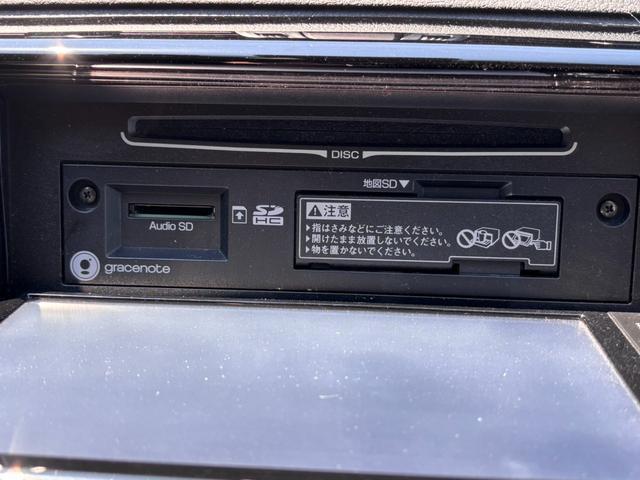 DISC
地図SD▼
Audio SD
SD
HC
⚠注意
▶指はさみなどにご注意ください。
▶開けたまま放置しないでください。
▶物を置かないでください。
gracenote